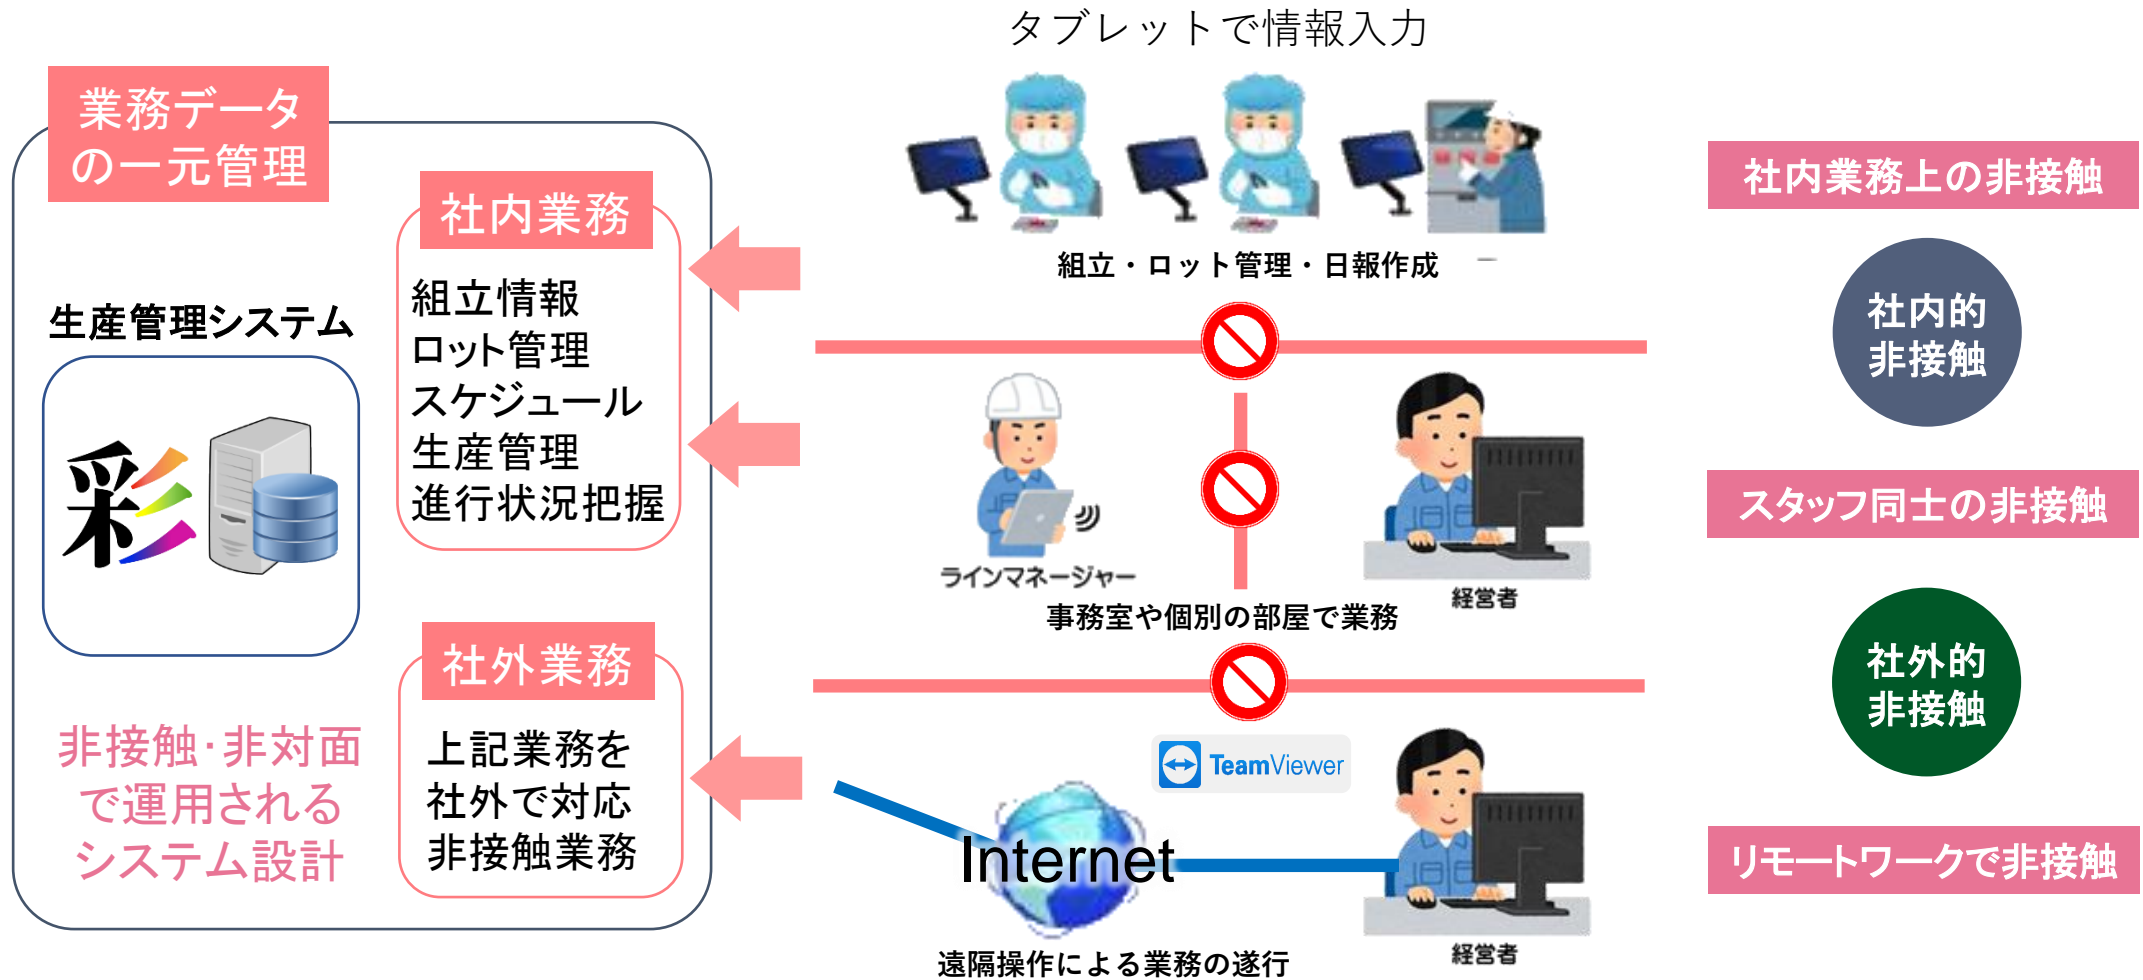 タブレットで情報入力
業務データ
の一元管理
社内業務
組立情報
ロット管理
スケジュール
生産管理
進行状況把握
生産管理システム
彩
社外業務
上記業務を
社外で対応
非接触業務
非接触・非対面
で運用される
システム設計
組立・ロット管理・日報作成
ラインマネージャー
経営者
事務室や個別の部屋で業務
TeamViewer
Internet
経営者
遠隔操作による業務の遂行
社内業務上の非接触
社内的
非接触
スタッフ同士の非接触
社外的
非接触
リモートワークで非接触